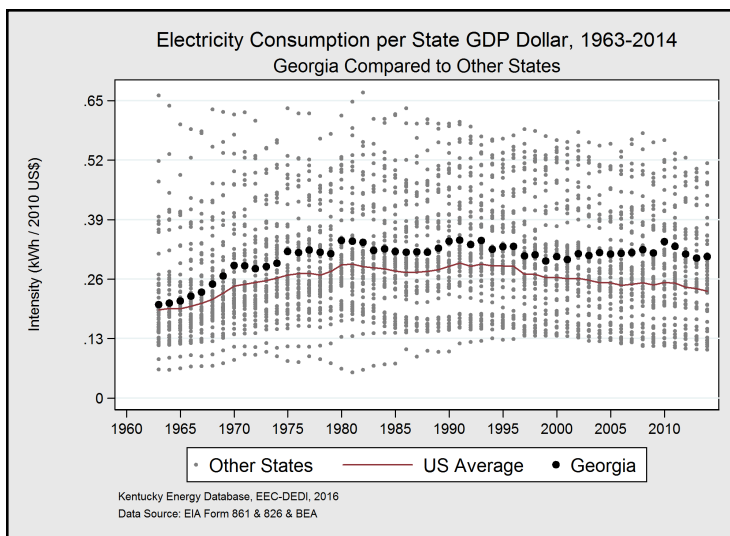 Electricity Consumption per State GDP Dollar, 1963-2014
Georgia Compared to Other States
Intensity (kWh / 2010 US$)
.65
.52
.39
.26
.13
0
1960 1965 1970 1975 1980 1985 1990 1995 2000 2005 2010
Other States US Average Georgia
Kentucky Energy Database, EEC-DEDI, 2016
Data Source: EIA Form 861 & 826 & BEA